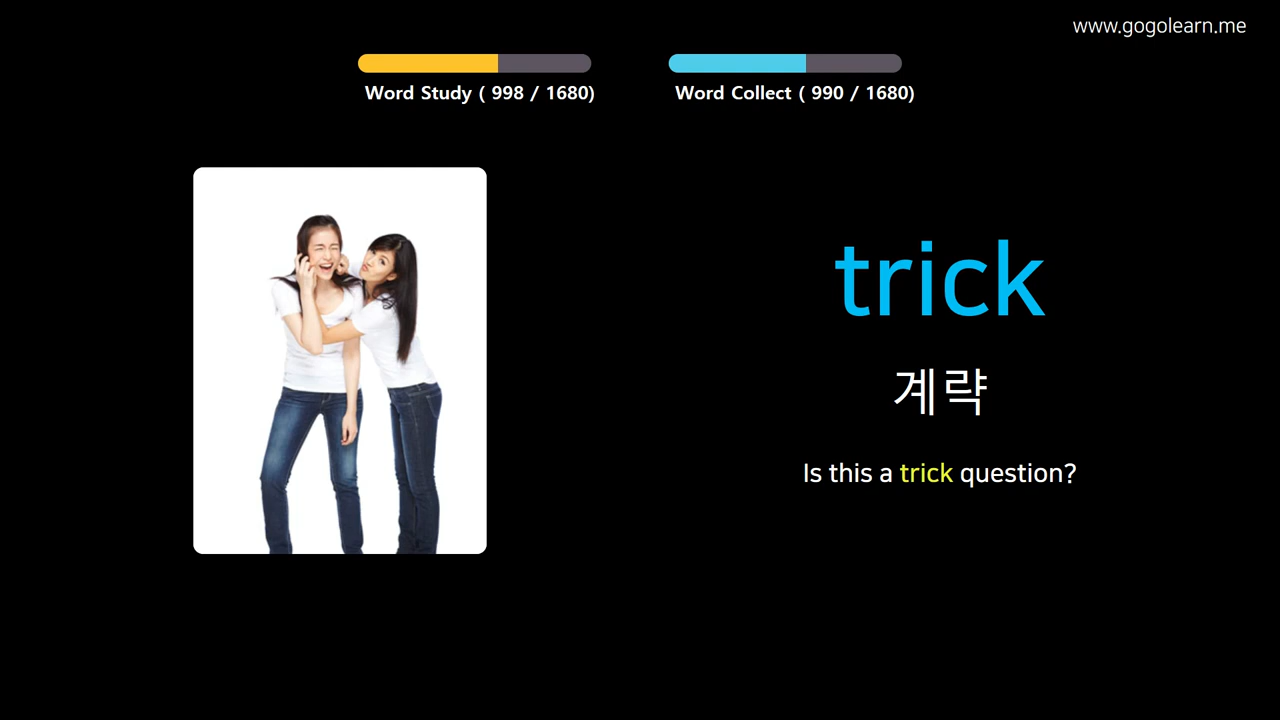 www.gogolearn.me
Word Study ( 998 / 1680)
Word Collect ( 990 / 1680)
trick
계략
Is this a trick question?